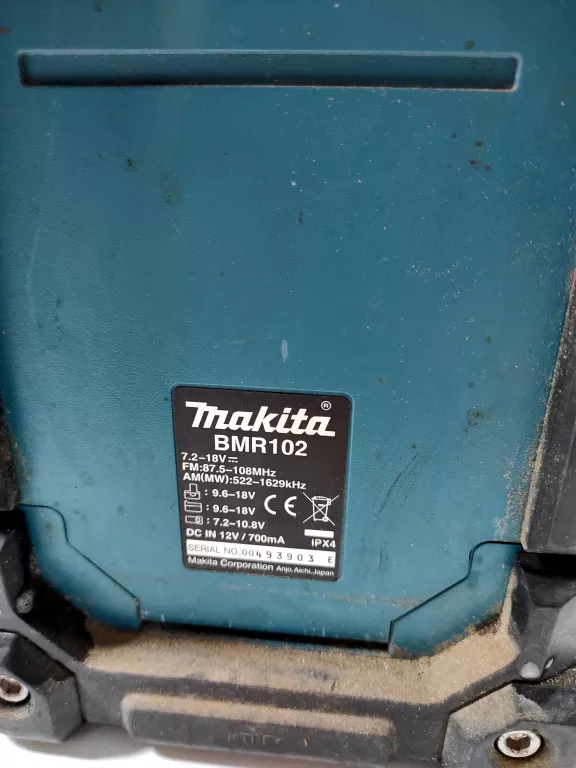 makita®
BMR102
7.2–18V⎓
FM:87.5–108MHz
AM(MW):522–1629kHz
: 9.6–18V
: 9.6–18V
: 7.2–10.8V
CE
DC IN 12V / 700mA
IPX4
SERIAL NO.00493903 E
Makita Corporation Anjo,Aichi,Japan